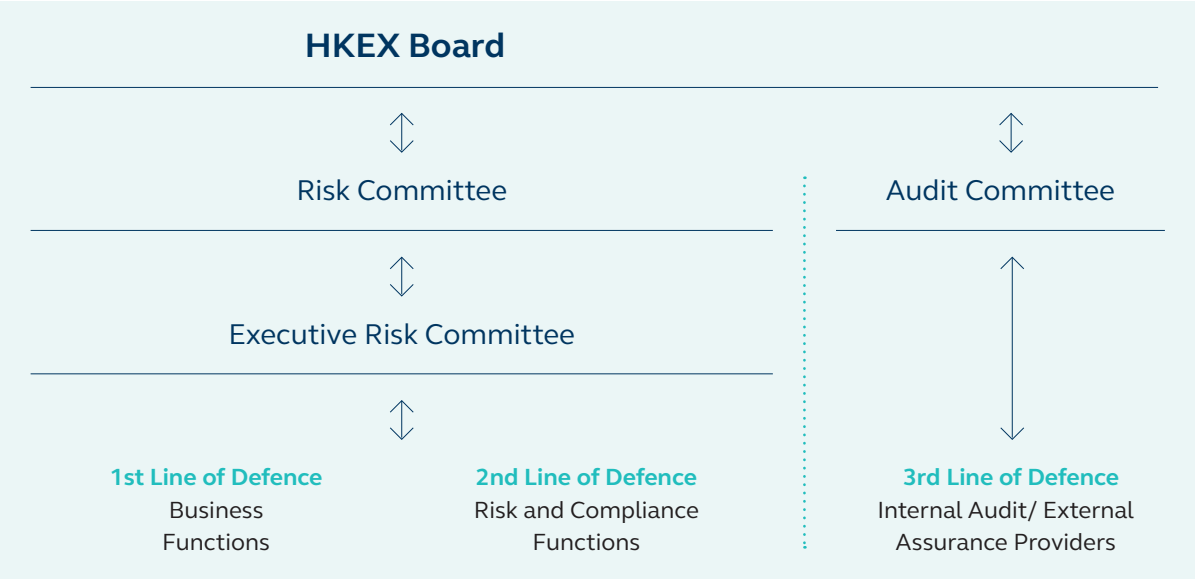 HKEX Board
Risk Committee
Audit Committee
Executive Risk Committee
1st Line of Defence
Business
Functions
2nd Line of Defence
Risk and Compliance
Functions
3rd Line of Defence
Internal Audit/ External
Assurance Providers